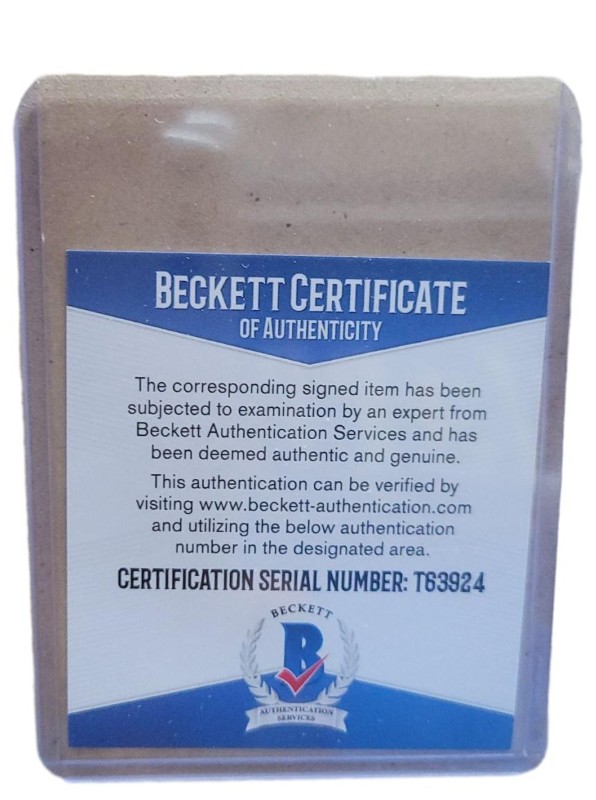 BECKETT CERTIFICATE
OF AUTHENTICITY
The corresponding signed item has been
subjected to examination by an expert from
Beckett Authentication Services and has
been deemed authentic and genuine.
This authentication can be verified by
visiting www.beckett-authentication.com
and utilizing the below authentication
number in the designated area.
CERTIFICATION SERIAL NUMBER: T63924
BECKETT
B
AUTHENTICATION
SERVICES